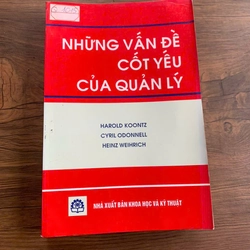 NHỮNG VẤN ĐỀ
CỐT YẾU
CỦA QUẢN LÝ
HAROLD KOONTZ
CYRIL ODONNELL
HEINZ WEIHRICH
NHÀ XUẤT BẢN KHOA HỌC VÀ KỸ THUẬT